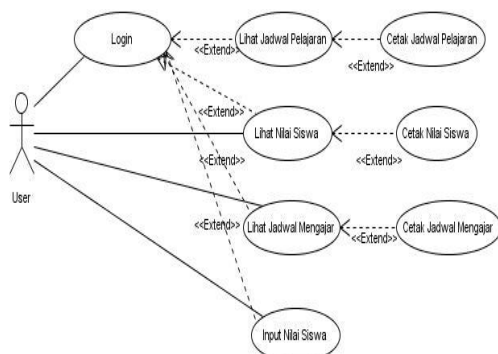 Login
Lihat Jadwal Pelajaran
Cetak Jadwal Pelajaran
<<Extend>>
<<Extend>>
<<Extend>>
Lihat Nilai Siswa
Cetak Nilai Siswa
<<Extend>>
<<Extend>>
User
<<Extend>>
Lihat Jadwal Mengajar
Cetak Jadwal Mengajar
<<Extend>>
Input Nilai Siswa